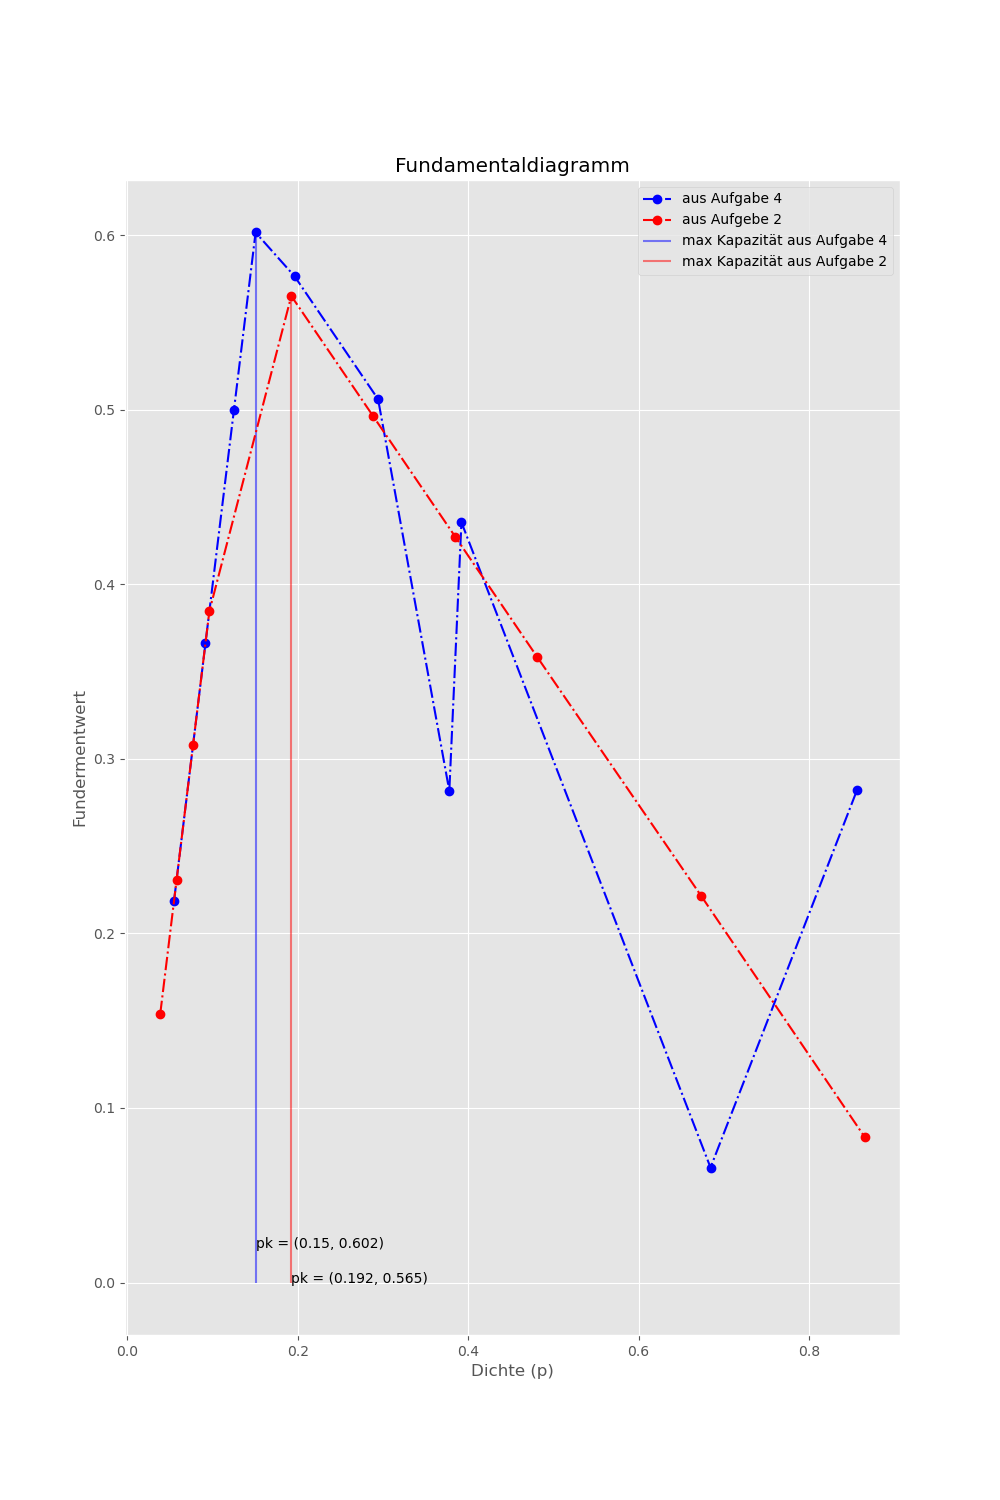 Fundamentaldiagramm
aus Aufgabe 4
aus Aufgebe 2
max Kapazität aus Aufgabe 4
max Kapazität aus Aufgabe 2
0.6
0.5
0.4
0.3
0.2
0.1
0.0
Fundermentwert
pk = (0.15, 0.602)
pk = (0.192, 0.565)
0.0 0.2 0.4 0.6 0.8
Dichte (p)